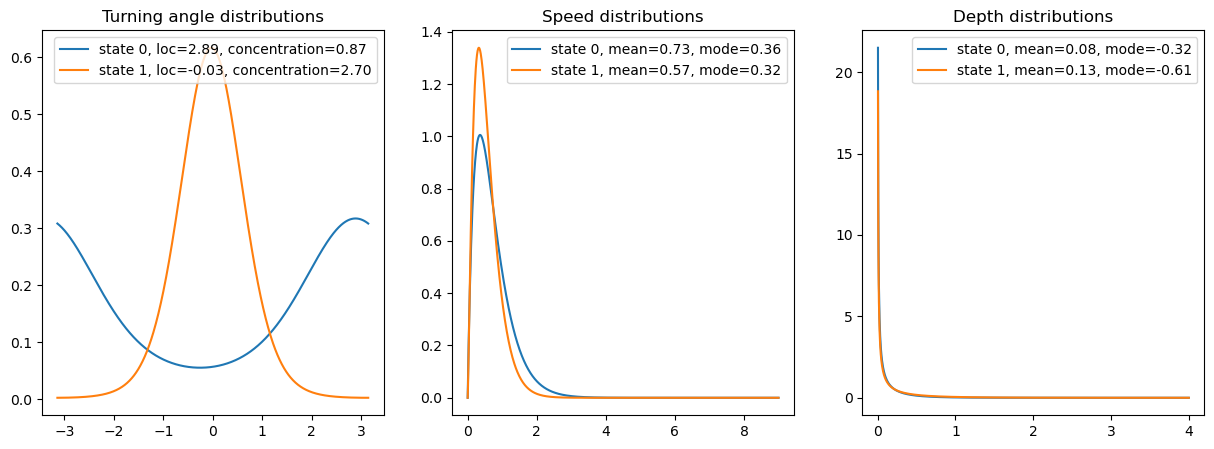 Turning angle distributions
state 0, loc=2.89, concentration=0.87
state 1, loc=-0.03, concentration=2.70
0.6
0.5
0.4
0.3
0.2
0.1
0.0
−3 −2 −1 0 1 2 3
Speed distributions
state 0, mean=0.73, mode=0.36
state 1, mean=0.57, mode=0.32
1.4
1.2
1.0
0.8
0.6
0.4
0.2
0.0
0 2 4 6 8
Depth distributions
state 0, mean=0.08, mode=-0.32
state 1, mean=0.13, mode=-0.61
20
15
10
5
0
0 1 2 3 4